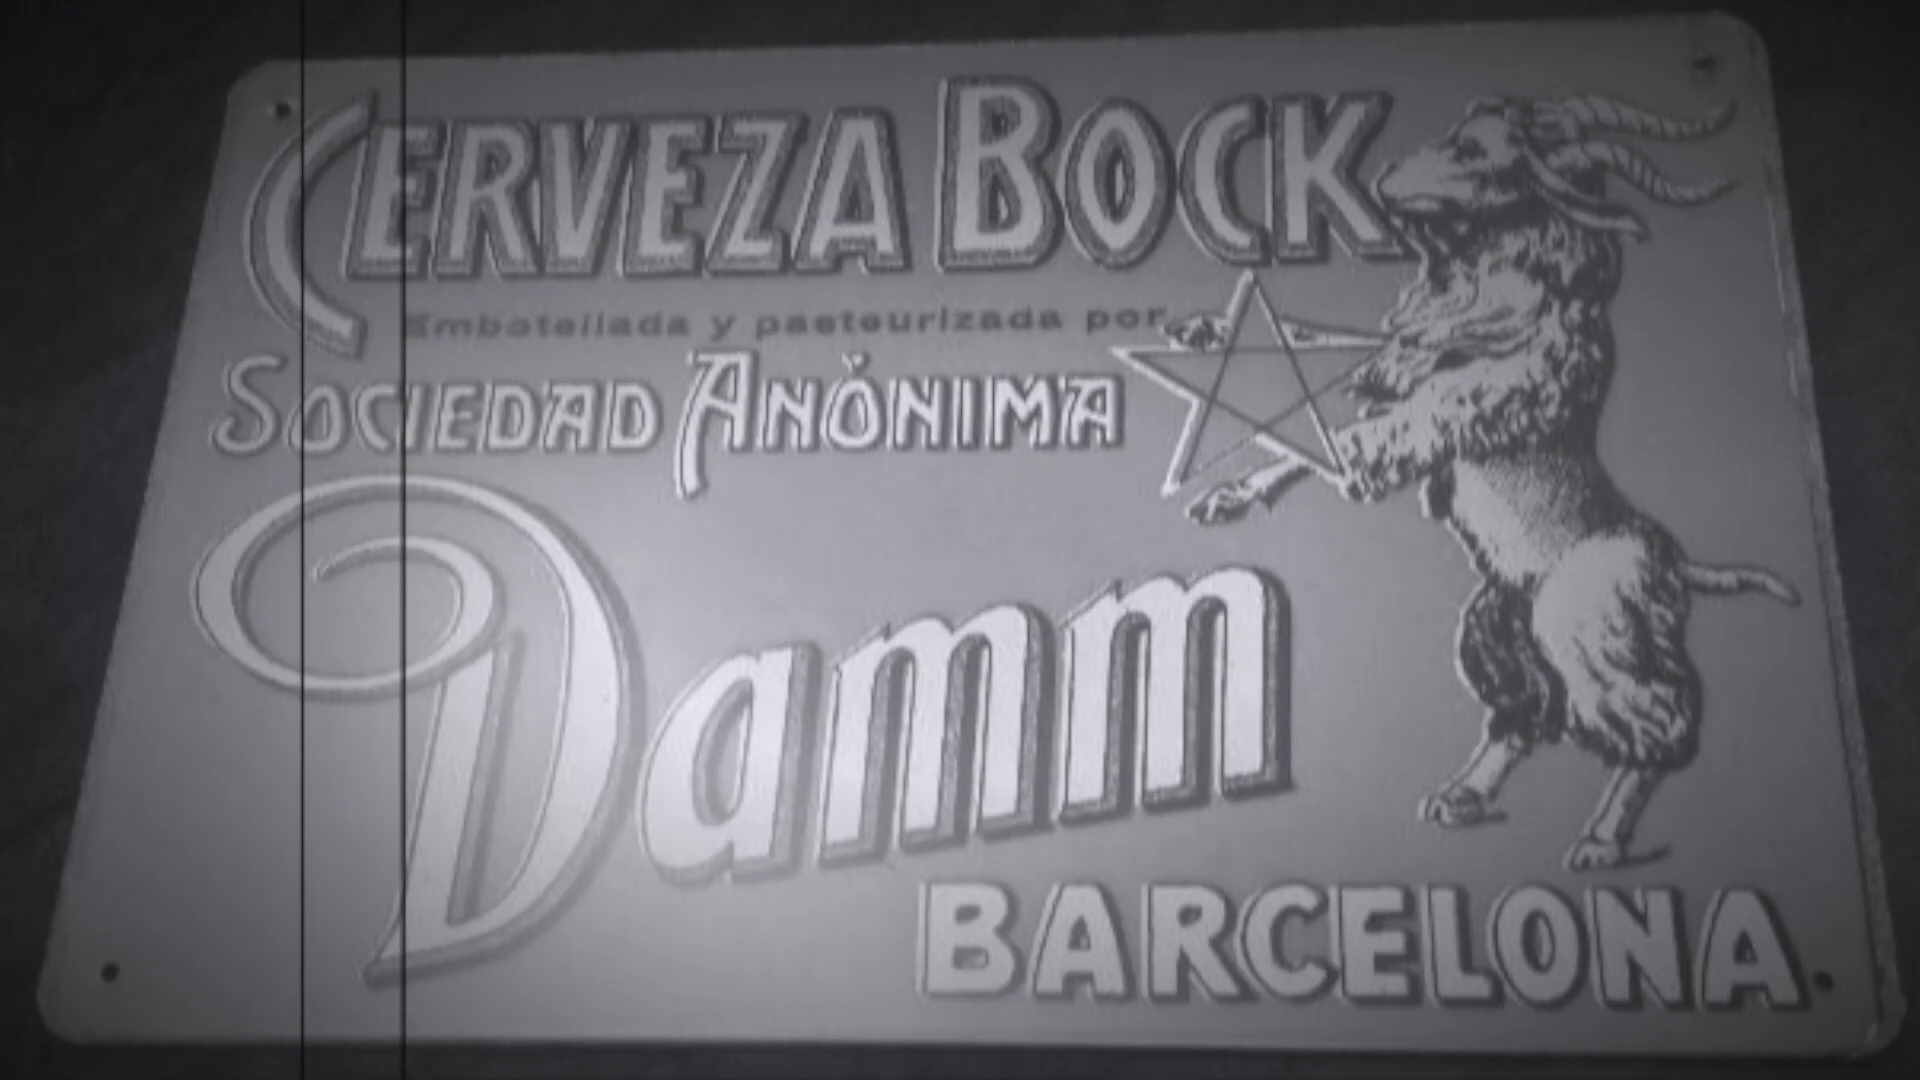 CERVEZA BOCK
Embotellada y pasteurizada por
SOCIEDAD ANÓNIMA
Damm
BARCELONA.